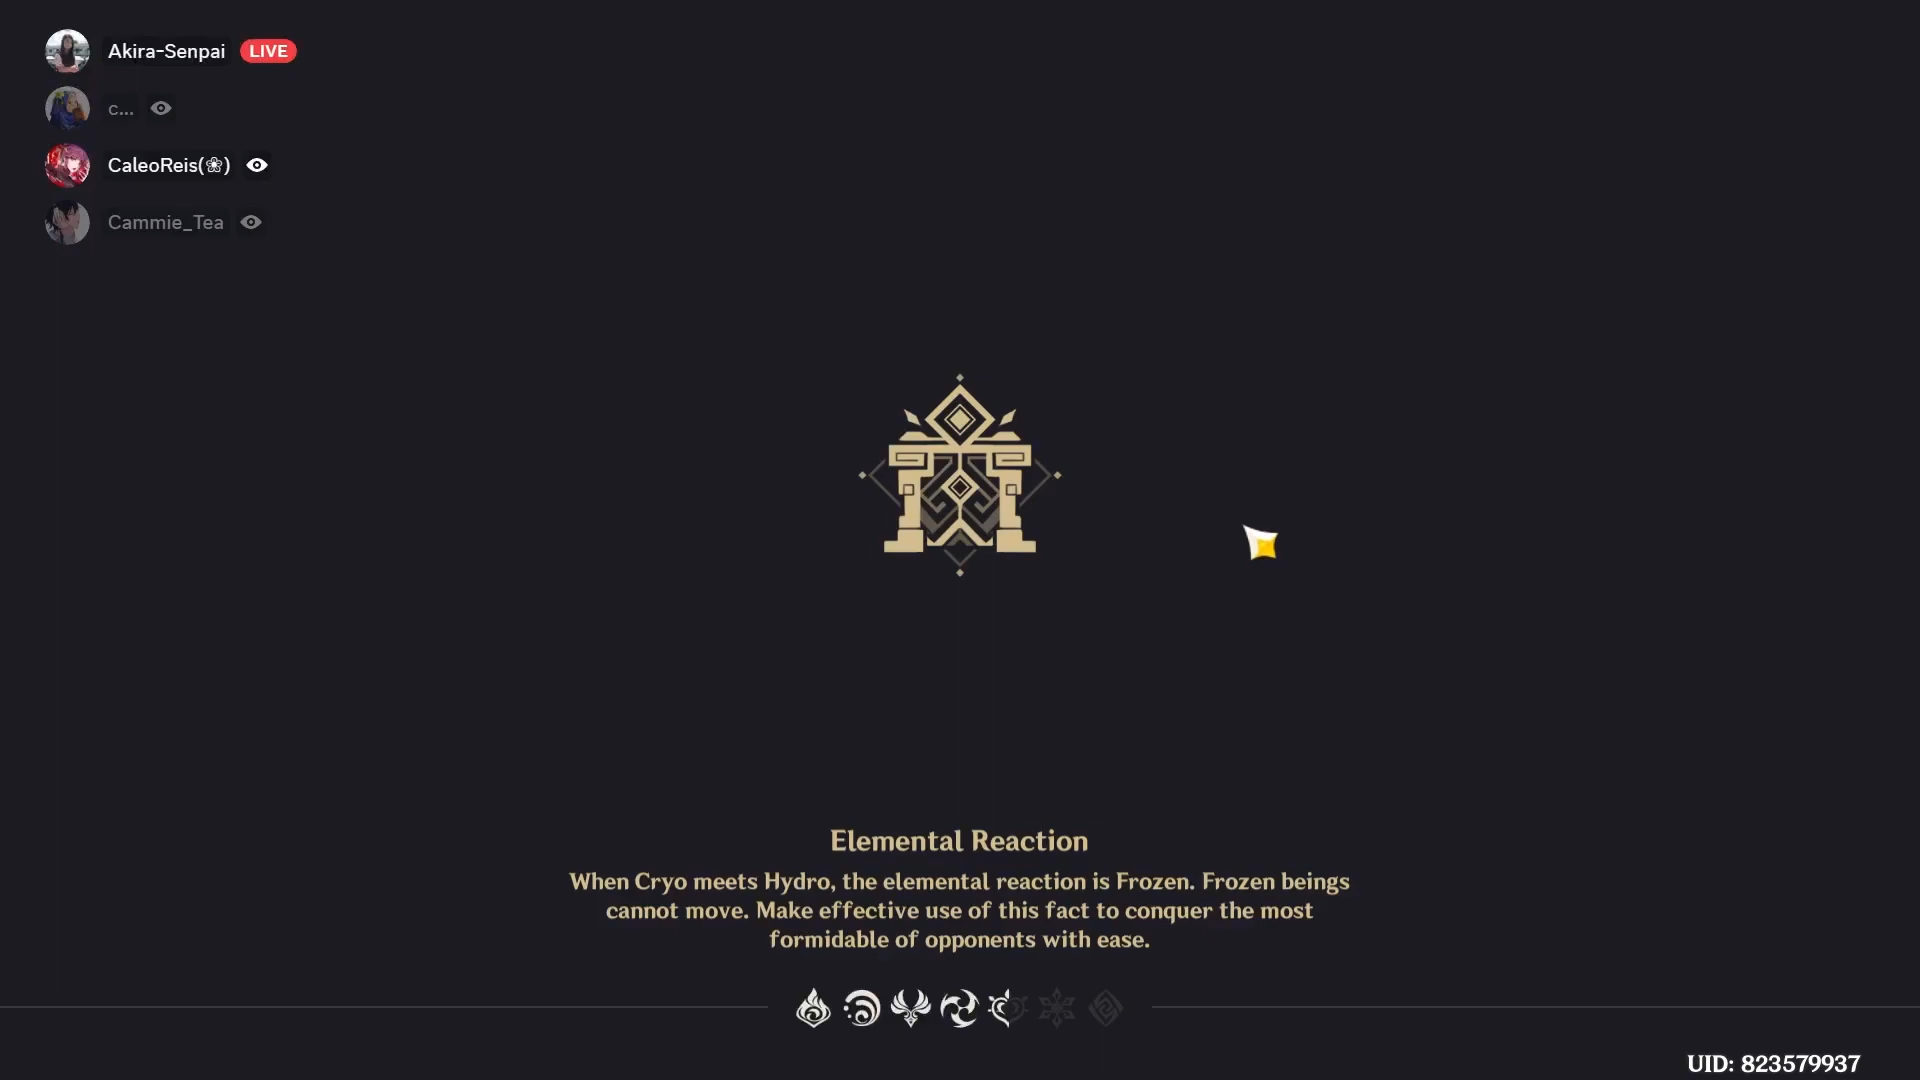 Akira-Senpai LIVE
c...
CaleoReis(❀)
Cammie_Tea
Elemental Reaction
When Cryo meets Hydro, the elemental reaction is Frozen. Frozen beings
cannot move. Make effective use of this fact to conquer the most
formidable of opponents with ease.
UID: 823579937